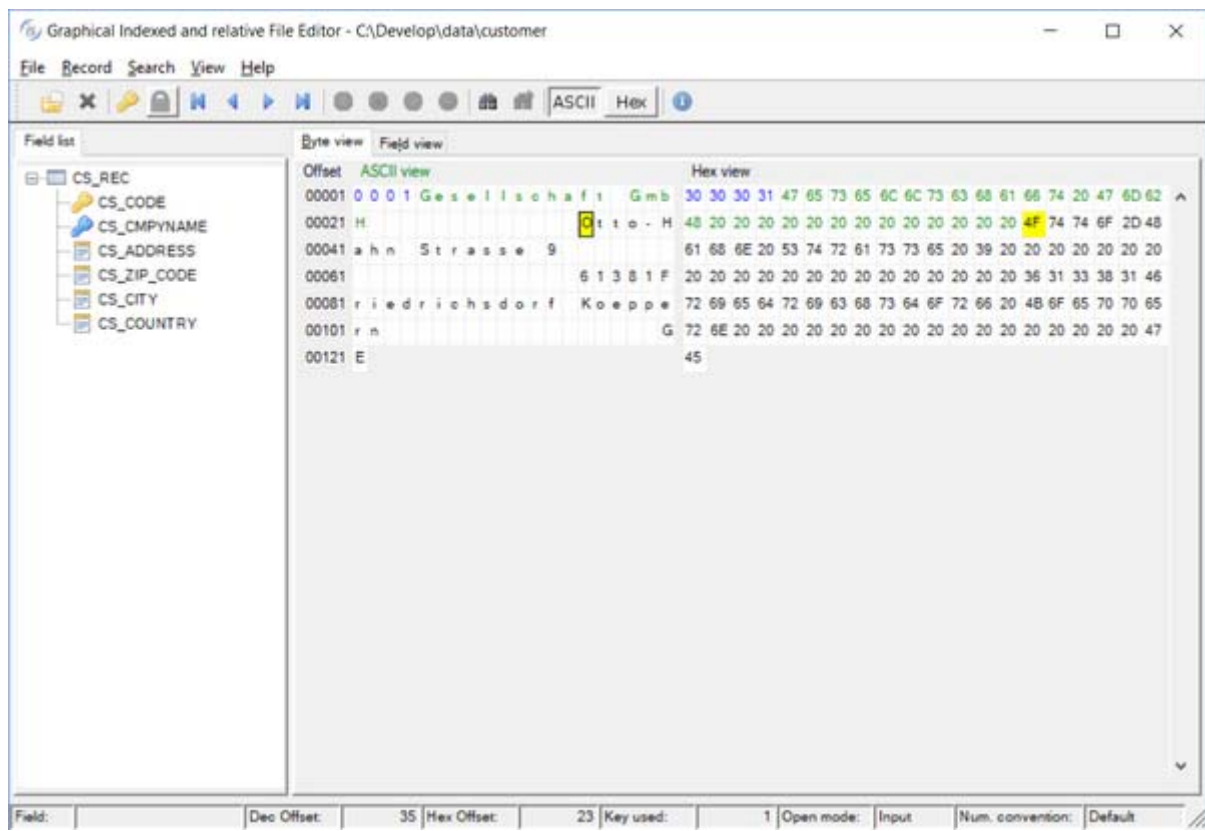 Graphical Indexed and relative File Editor - C:\Develop\data\customer
File Record Search View Help
ASCII Hex
Field list
Byte view Field view
CS_REC
CS_CODE
CS_CMPYNAME
CS_ADDRESS
CS_ZIP_CODE
CS_CITY
CS_COUNTRY
Offset ASCII view Hex view
00001 0 0 0 1 G e s e l l s c h a f t G m b 30 30 30 31 47 65 73 65 6C 6C 73 63 68 61 66 74 20 47 6D 62
00021 H O t t o - H 48 20 20 20 20 20 20 20 20 20 20 20 20 20 4F 74 74 6F 2D 48
00041 a h n S t r a s s e 9 61 68 6E 20 53 74 72 61 73 73 65 20 39 20 20 20 20 20 20 20
00061 6 1 3 8 1 F 20 20 20 20 20 20 20 20 20 20 20 20 20 20 36 31 33 38 31 46
00081 r i e d r i c h s d o r f K o e p p e 72 69 65 64 72 69 63 68 73 64 6F 72 66 20 4B 6F 65 70 70 65
00101 r n G 72 6E 20 20 20 20 20 20 20 20 20 20 20 20 20 20 20 20 20 47
00121 E 45
Field: Dec Offset: 35 Hex Offset: 23 Key used: 1 Open mode: Input Num. convention: Default